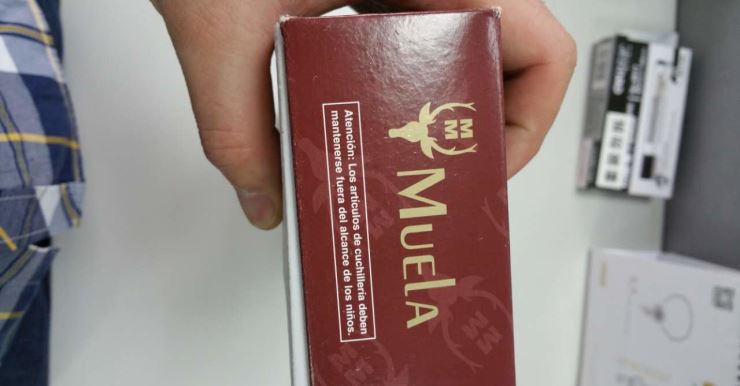 MM
MUELA
Atención: Los artículos de cuchillería deben
mantenerse fuera del alcance de los niños.